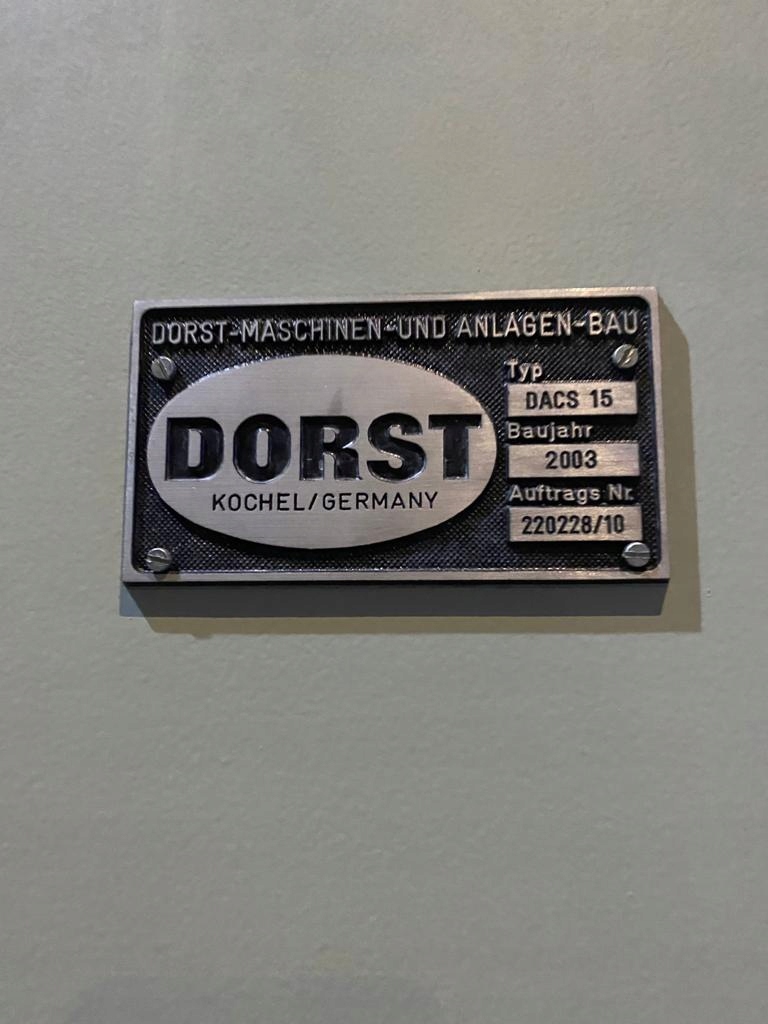 DORST-MASCHINEN-UND ANLAGEN-BAU
DORST
KOCHEL/GERMANY
Typ
DACS 15
Baujahr
2003
Auftrags Nr.
220228/10